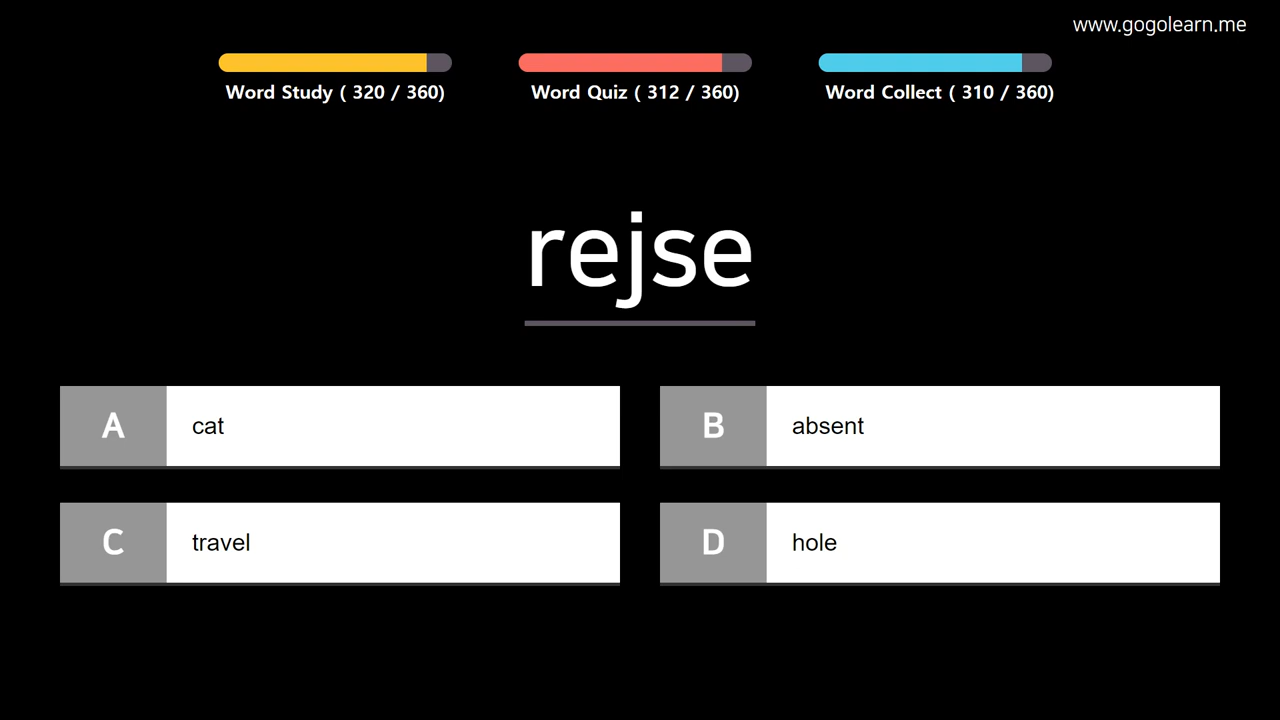 www.gogolearn.me
Word Study ( 320 / 360)
Word Quiz ( 312 / 360)
Word Collect ( 310 / 360)
rejse
A cat
B absent
C travel
D hole